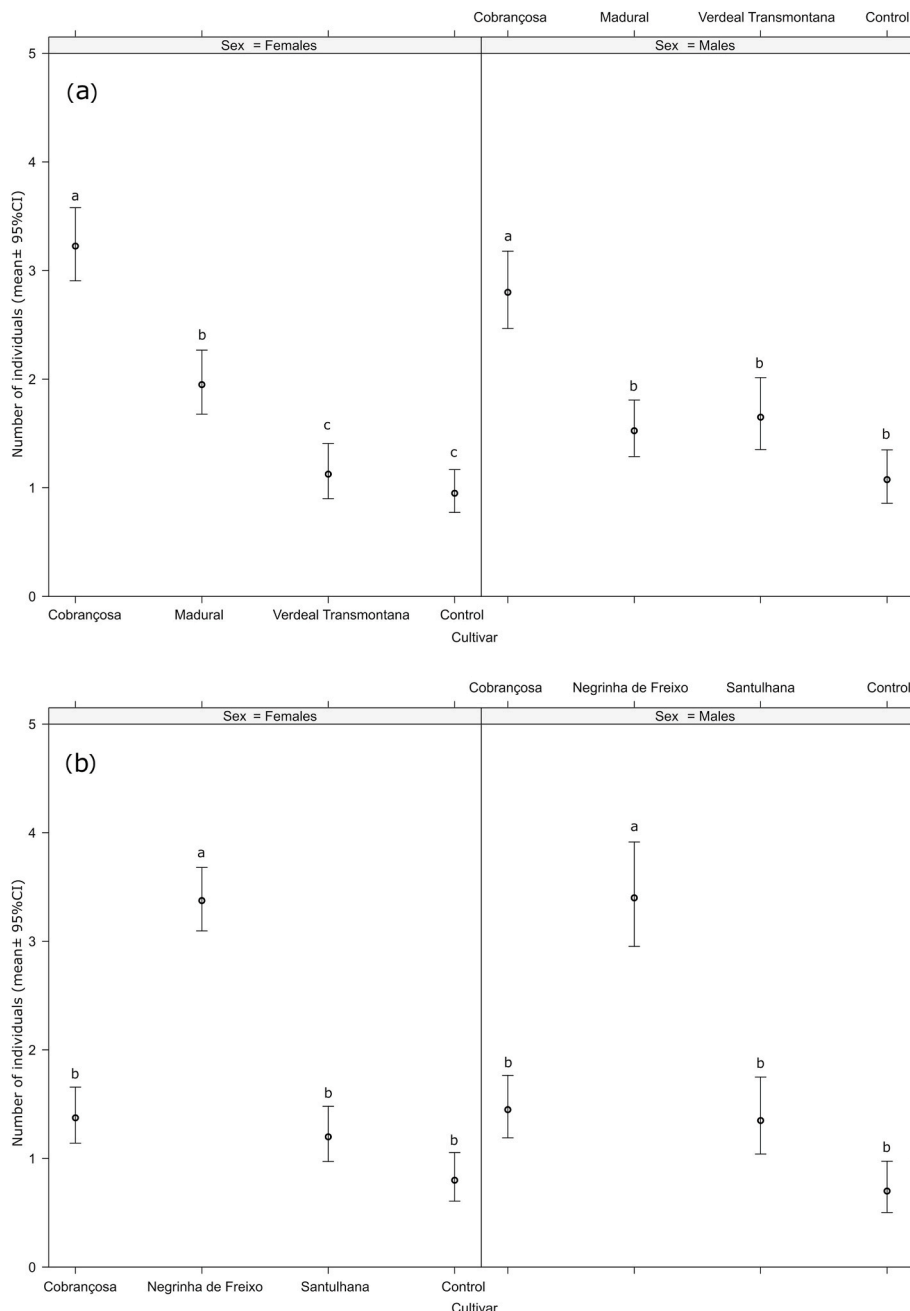 Cobrançosa Madural Verdeal Transmontana Control
Sex = Females Sex = Males
(a)
Number of individuals (mean± 95%CI)
5
4
3
2
1
0
a
b
c
c
a
b
b
b
Cobrançosa Madural Verdeal Transmontana Control
Cultivar
Cobrançosa Negrinha de Freixo Santulhana Control
Sex = Females Sex = Males
(b)
Number of individuals (mean± 95%CI)
5
4
3
2
1
0
b
a
b
b
b
a
b
b
Cobrançosa Negrinha de Freixo Santulhana Control
Cultivar